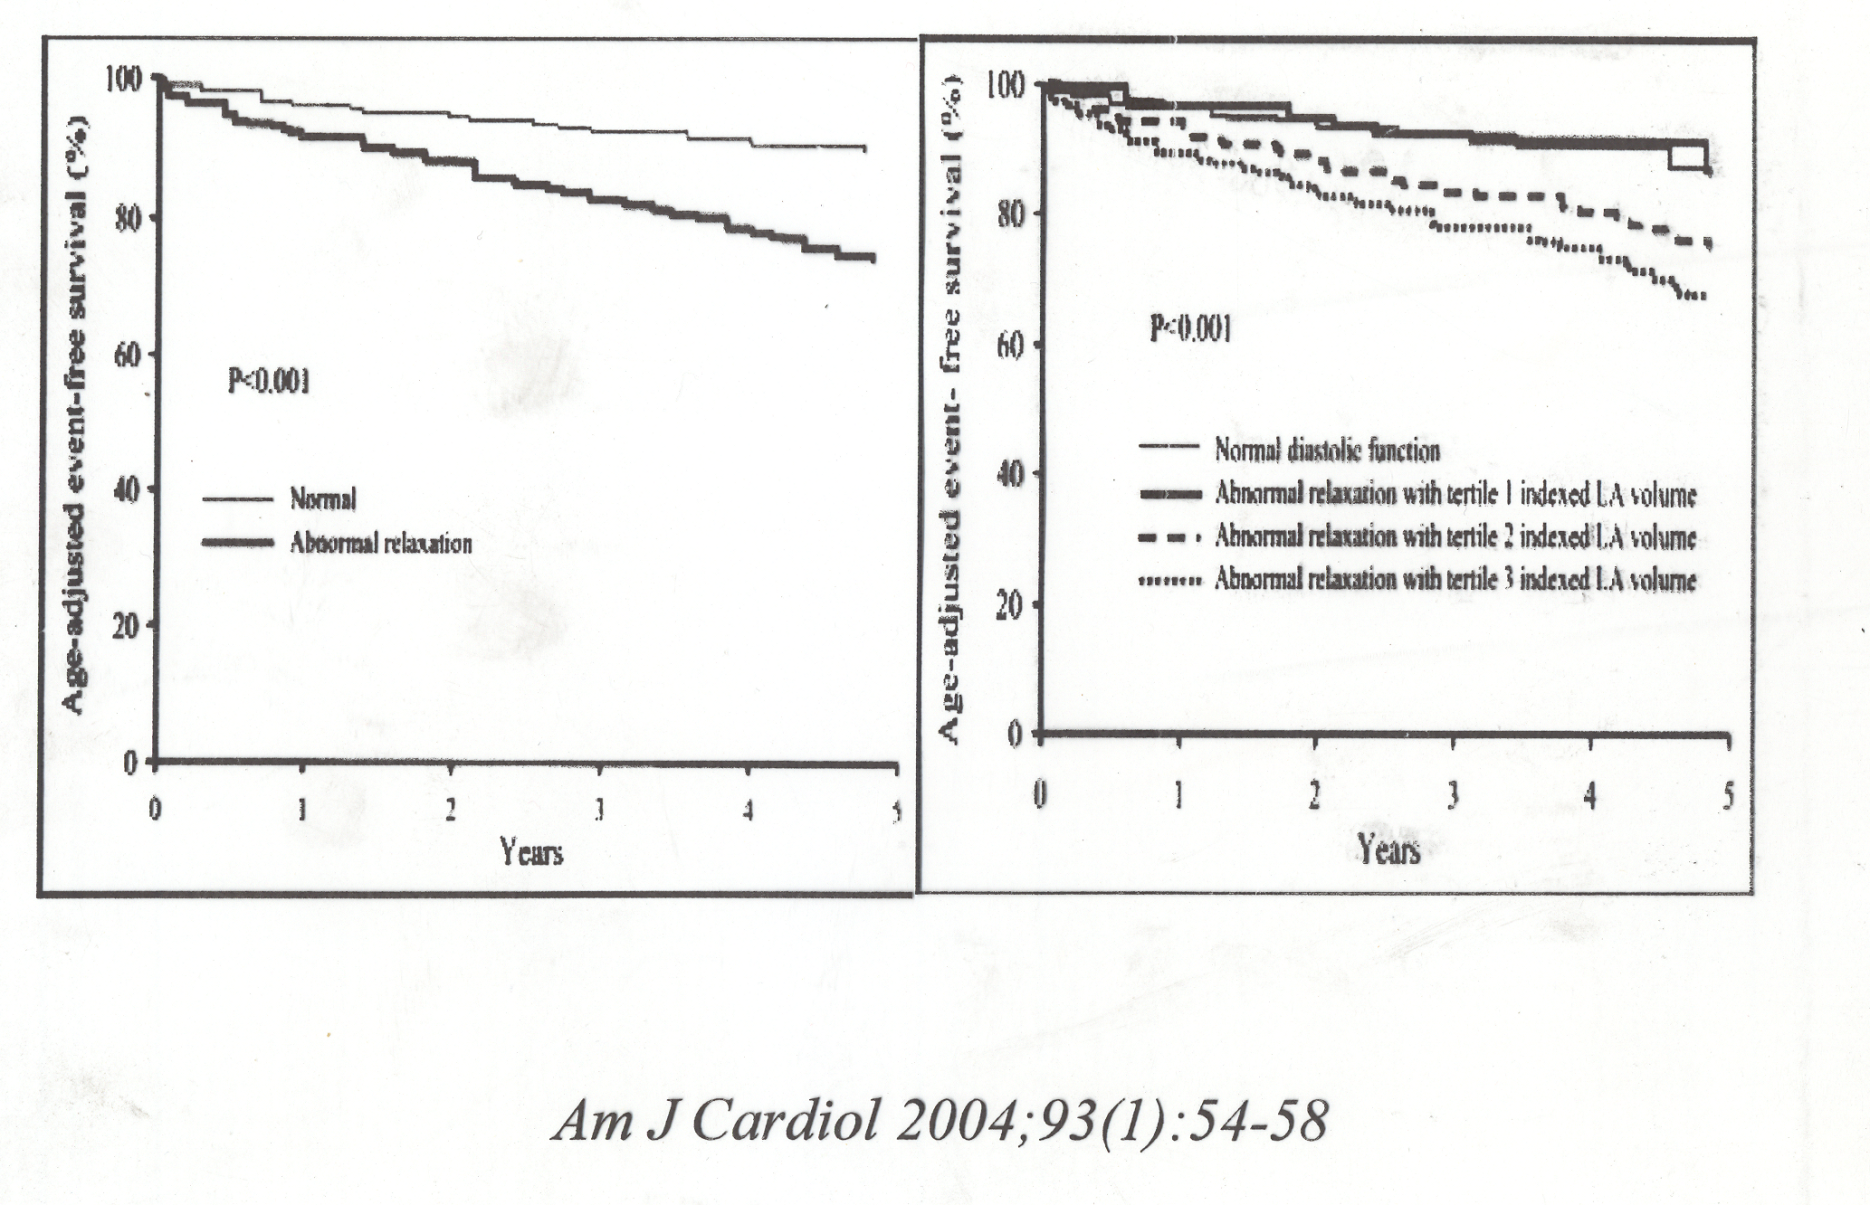 Age-adjusted event-free survival (%)
100
80
60
40
20
0
P<0.001
Normal
Abnormal relaxation
0 1 2 3 4 5
Years
Age-adjusted event- free survival (%)
100
80
60
40
20
0
P<0.001
Normal diastolic function
Abnormal relaxation with tertile 1 indexed LA volume
Abnormal relaxation with tertile 2 indexed LA volume
Abnormal relaxation with tertile 3 indexed LA volume
0 1 2 3 4 5
Years
Am J Cardiol 2004;93(1):54-58